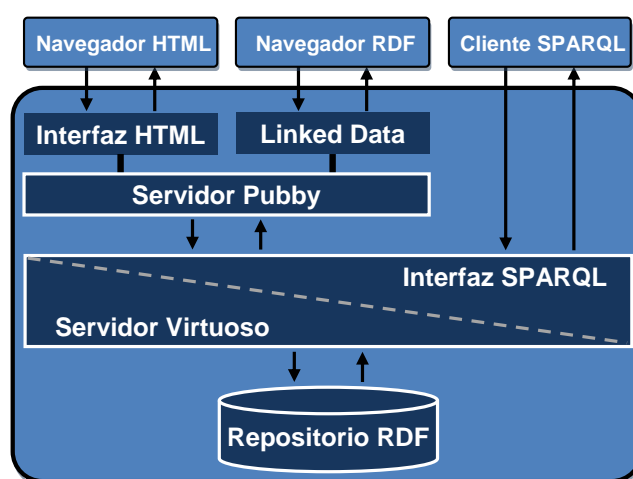 Navegador HTML
Navegador RDF
Cliente SPARQL
Interfaz HTML
Linked Data
Servidor Pubby
Interfaz SPARQL
Servidor Virtuoso
Repositorio RDF